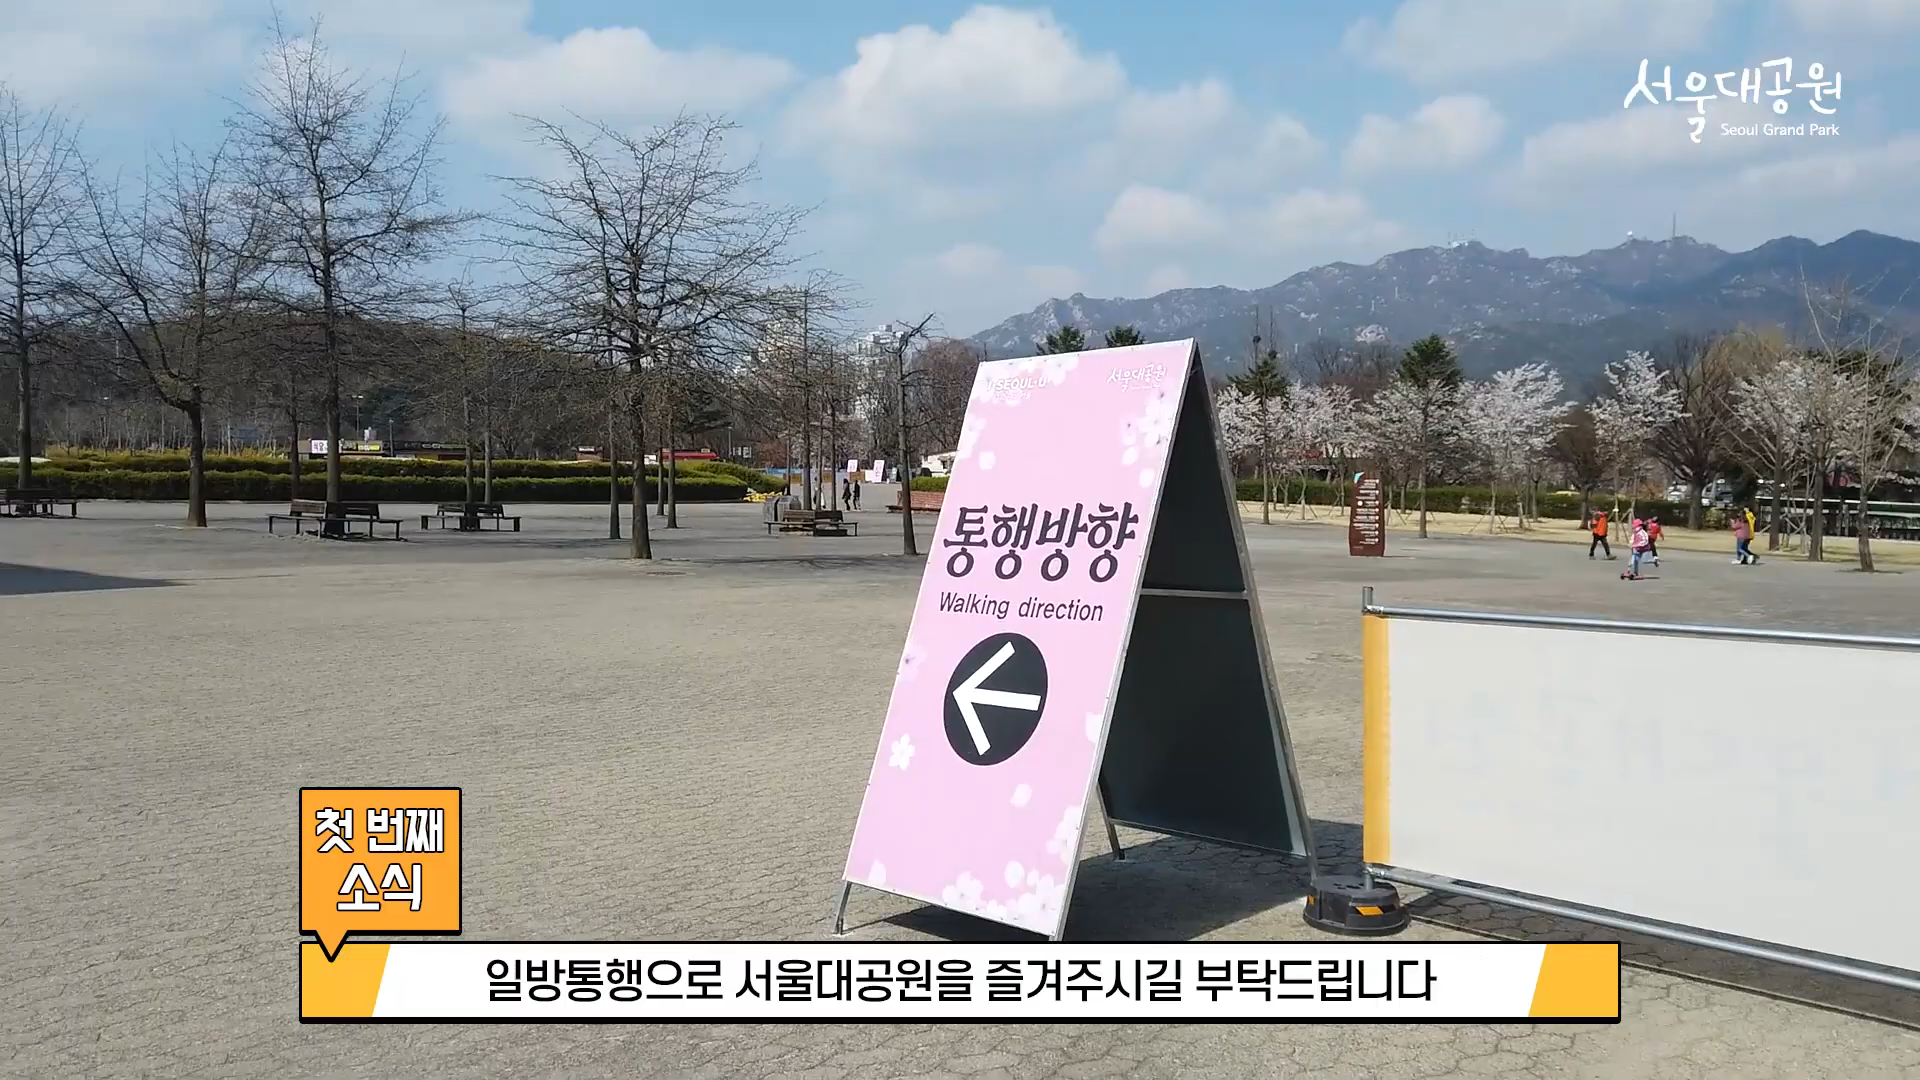 서울대공원
Seoul Grand Park
I·SEOUL·U
서울대공원
통행방향
Walking direction
첫 번째
소식
일방통행으로 서울대공원을 즐겨주시길 부탁드립니다